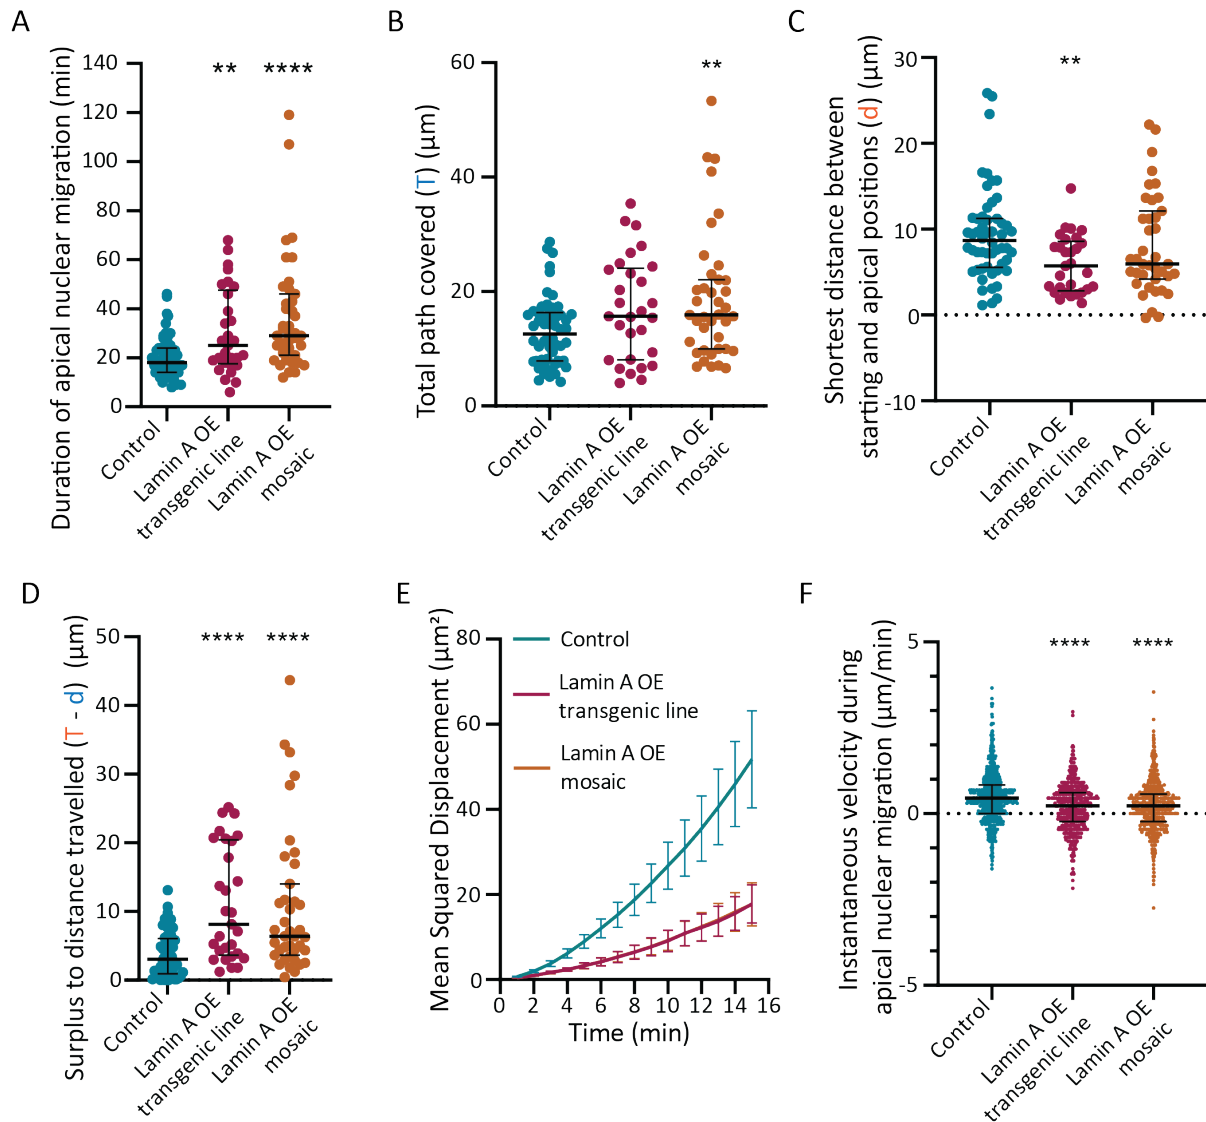 A
Duration of apical nuclear migration (min)
140
120
100
80
60
40
20
0
** ****
Control
Lamin A OE
transgenic line
Lamin A OE
mosaic
B
Total path covered (T) (µm)
60
40
20
0
**
Control
Lamin A OE
transgenic line
Lamin A OE
mosaic
C
Shortest distance between
starting and apical positions (d) (µm)
30
20
10
0
-10
**
Control
Lamin A OE
transgenic line
Lamin A OE
mosaic
D
Surplus to distance travelled (T - d) (µm)
50
40
30
20
10
0
**** ****
Control
Lamin A OE
transgenic line
Lamin A OE
mosaic
E
Mean Squared Displacement (µm²)
80
60
40
20
0
Control
Lamin A OE
transgenic line
Lamin A OE
mosaic
0 2 4 6 8 10 12 14 16
Time (min)
F
Instantaneous velocity during
apical nuclear migration (µm/min)
5
0
-5
**** ****
Control
Lamin A OE
transgenic line
Lamin A OE
mosaic